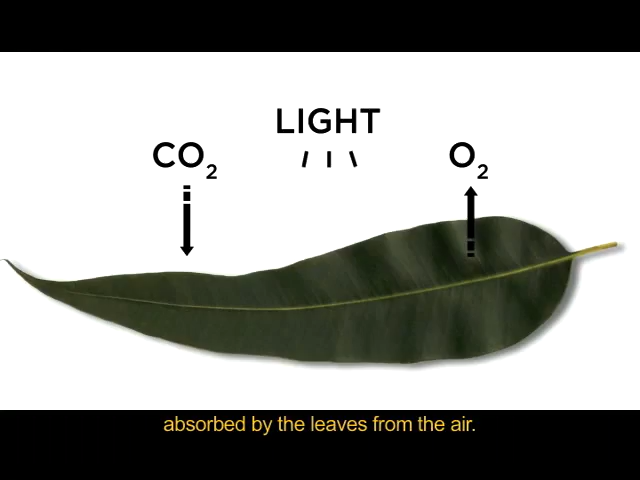 LIGHT
CO₂
O₂
absorbed by the leaves from the air.